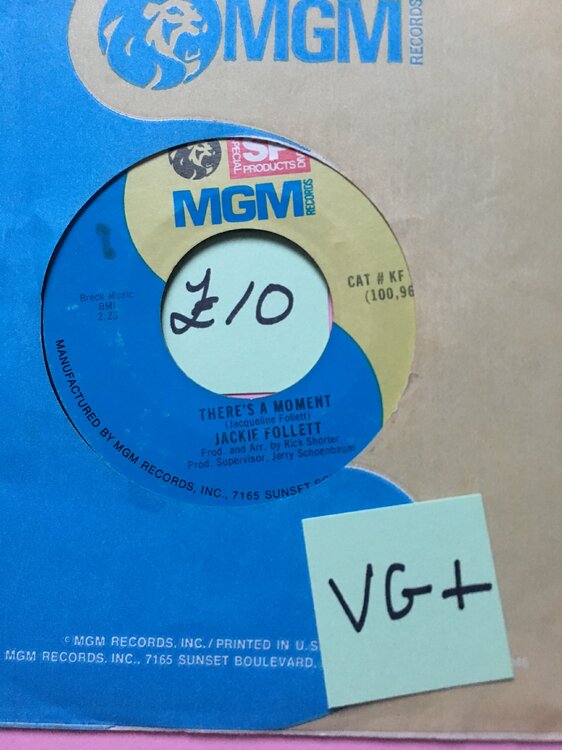 MGM
RECORDS
SPECIAL SP PRODUCTS
MGM RECORDS
CAT # KF
(100,96
Breck Music
BMI
2:23
£10
THERE'S A MOMENT
(Jacqueline Follett)
JACKIE FOLLETT
Prod. and Arr. by Rick Shorter
Prod. Supervisor, Jerry Schoenbaum
MANUFACTURED BY MGM RECORDS, INC., 7165 SUNSET
VG+
© MGM RECORDS, INC./PRINTED IN U.S
MGM RECORDS, INC., 7165 SUNSET BOULEVARD,